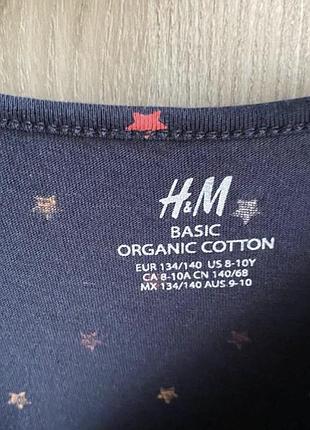 H&M
BASIC
ORGANIC COTTON
EUR 134/140 US 8-10Y
CA 8-10A CN 140/68
MX 134/140 AUS 9-10